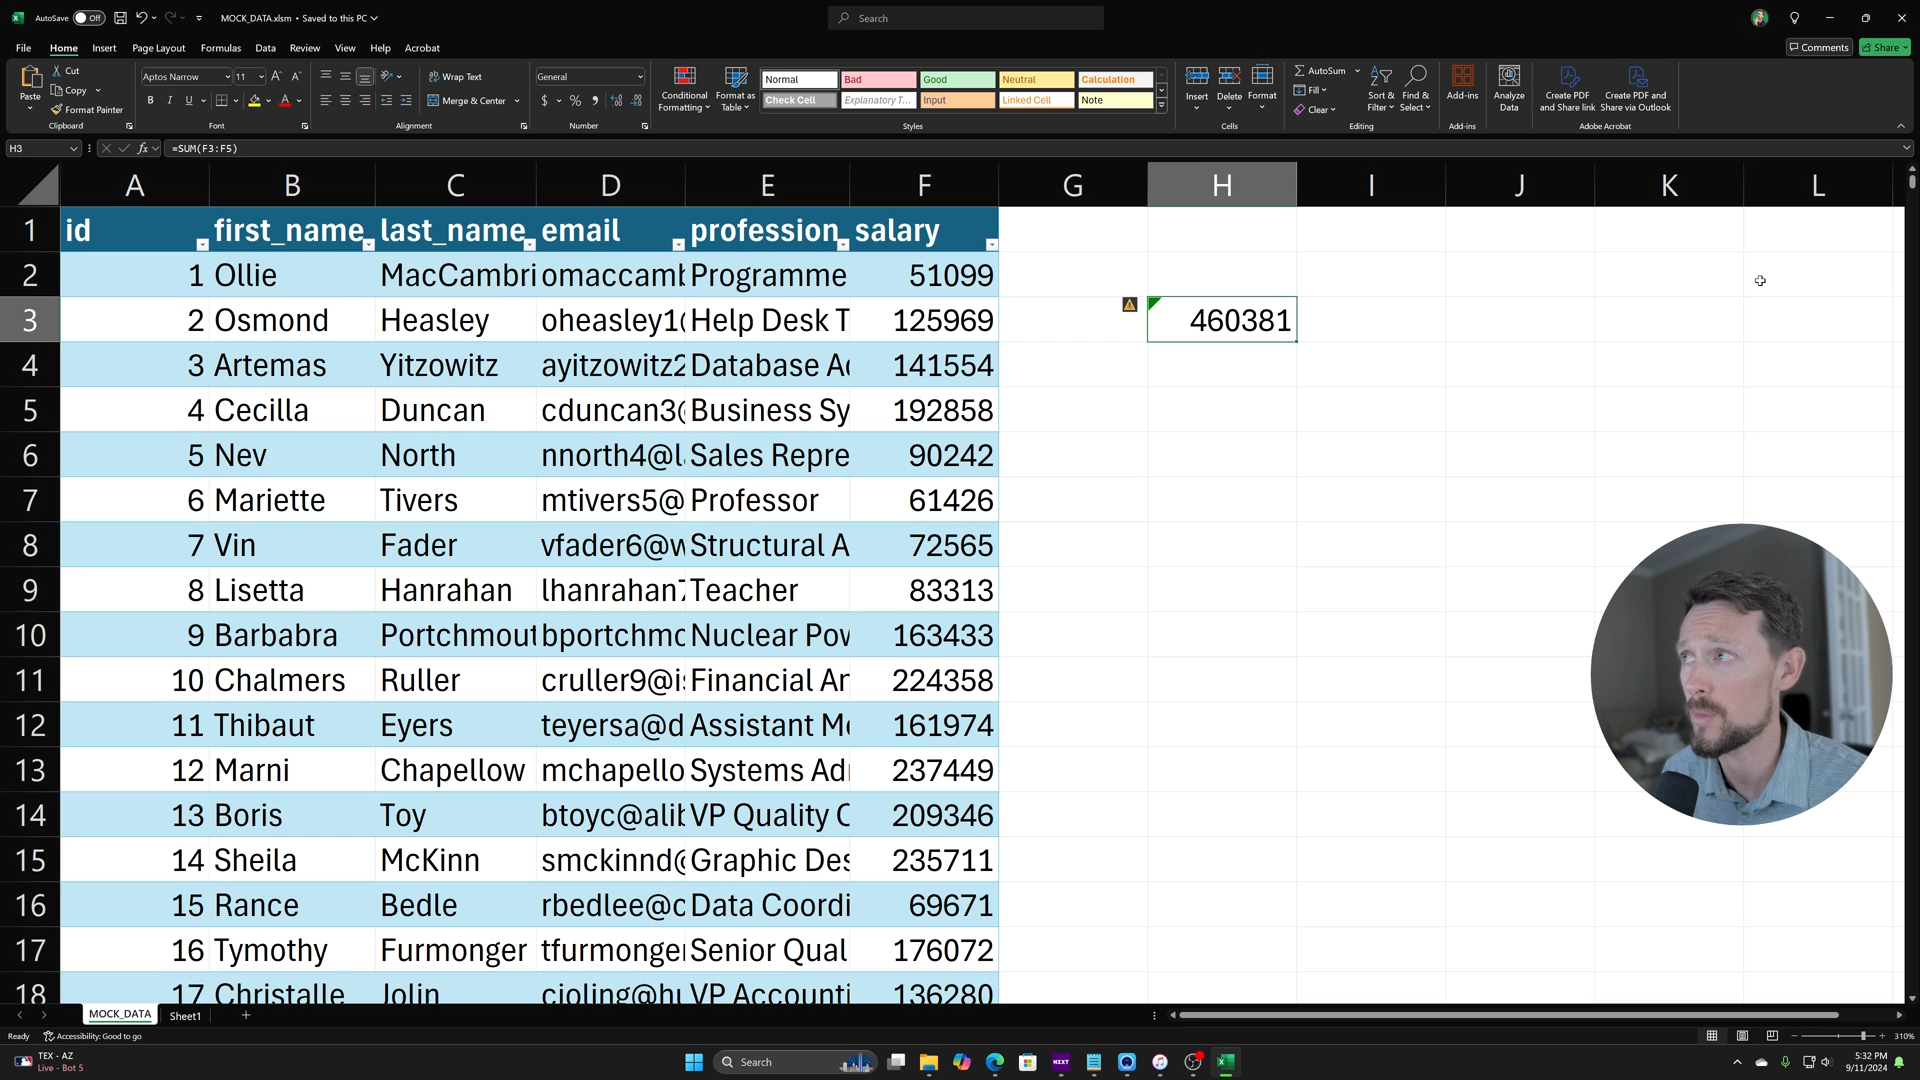 AutoSave Off MOCK_DATA.xlsm • Saved to this PC Search
File Home Insert Page Layout Formulas Data Review View Help Acrobat Comments Share
Paste Cut Copy Format Painter Clipboard
Aptos Narrow 11 B I U A Font
Wrap Text Merge & Center Alignment
General $ % , Number
Conditional Formatting Format as Table Normal Bad Good Neutral Calculation
Check Cell Explanatory T... Input Linked Cell Note Styles
Insert Delete Format Cells
AutoSum Fill Clear Sort & Filter Find & Select Editing
Add-ins Add-ins
Analyze Data
Create PDF and Share link Create PDF and Share via Outlook Adobe Acrobat
H3 fx =SUM(F3:F5)
A B C D E F G H I J K L
1 id first_name last_name email profession salary
2 1 Ollie MacCambri omaccamb Programme 51099
3 2 Osmond Heasley oheasley1@ Help Desk T 125969 460381
4 3 Artemas Yitzowitz ayitzowitz2 Database Ad 141554
5 4 Cecilla Duncan cduncan3@ Business Sy 192858
6 5 Nev North nnorth4@l Sales Repre 90242
7 6 Mariette Tivers mtivers5@ Professor 61426
8 7 Vin Fader vfader6@w Structural A 72565
9 8 Lisetta Hanrahan lhanrahan7 Teacher 83313
10 9 Barbabra Portchmout bportchmo Nuclear Pow 163433
11 10 Chalmers Ruller cruller9@is Financial An 224358
12 11 Thibaut Eyers teyersa@d Assistant Me 161974
13 12 Marni Chapellow mchapello Systems Adr 237449
14 13 Boris Toy btoyc@alib VP Quality C 209346
15 14 Sheila McKinn smckinnd@ Graphic Des 235711
16 15 Rance Bedle rbedlee@c Data Coordi 69671
17 16 Tymothy Furmonger tfurmonger Senior Qual 176072
18 17 Christalle Jolin cjoling@hu VP Accounti 136280
MOCK_DATA Sheet1
Ready Accessibility: Good to go 310%
TEX - AZ
Live - Bot 5
Search
NIXT
5:32 PM
9/11/2024